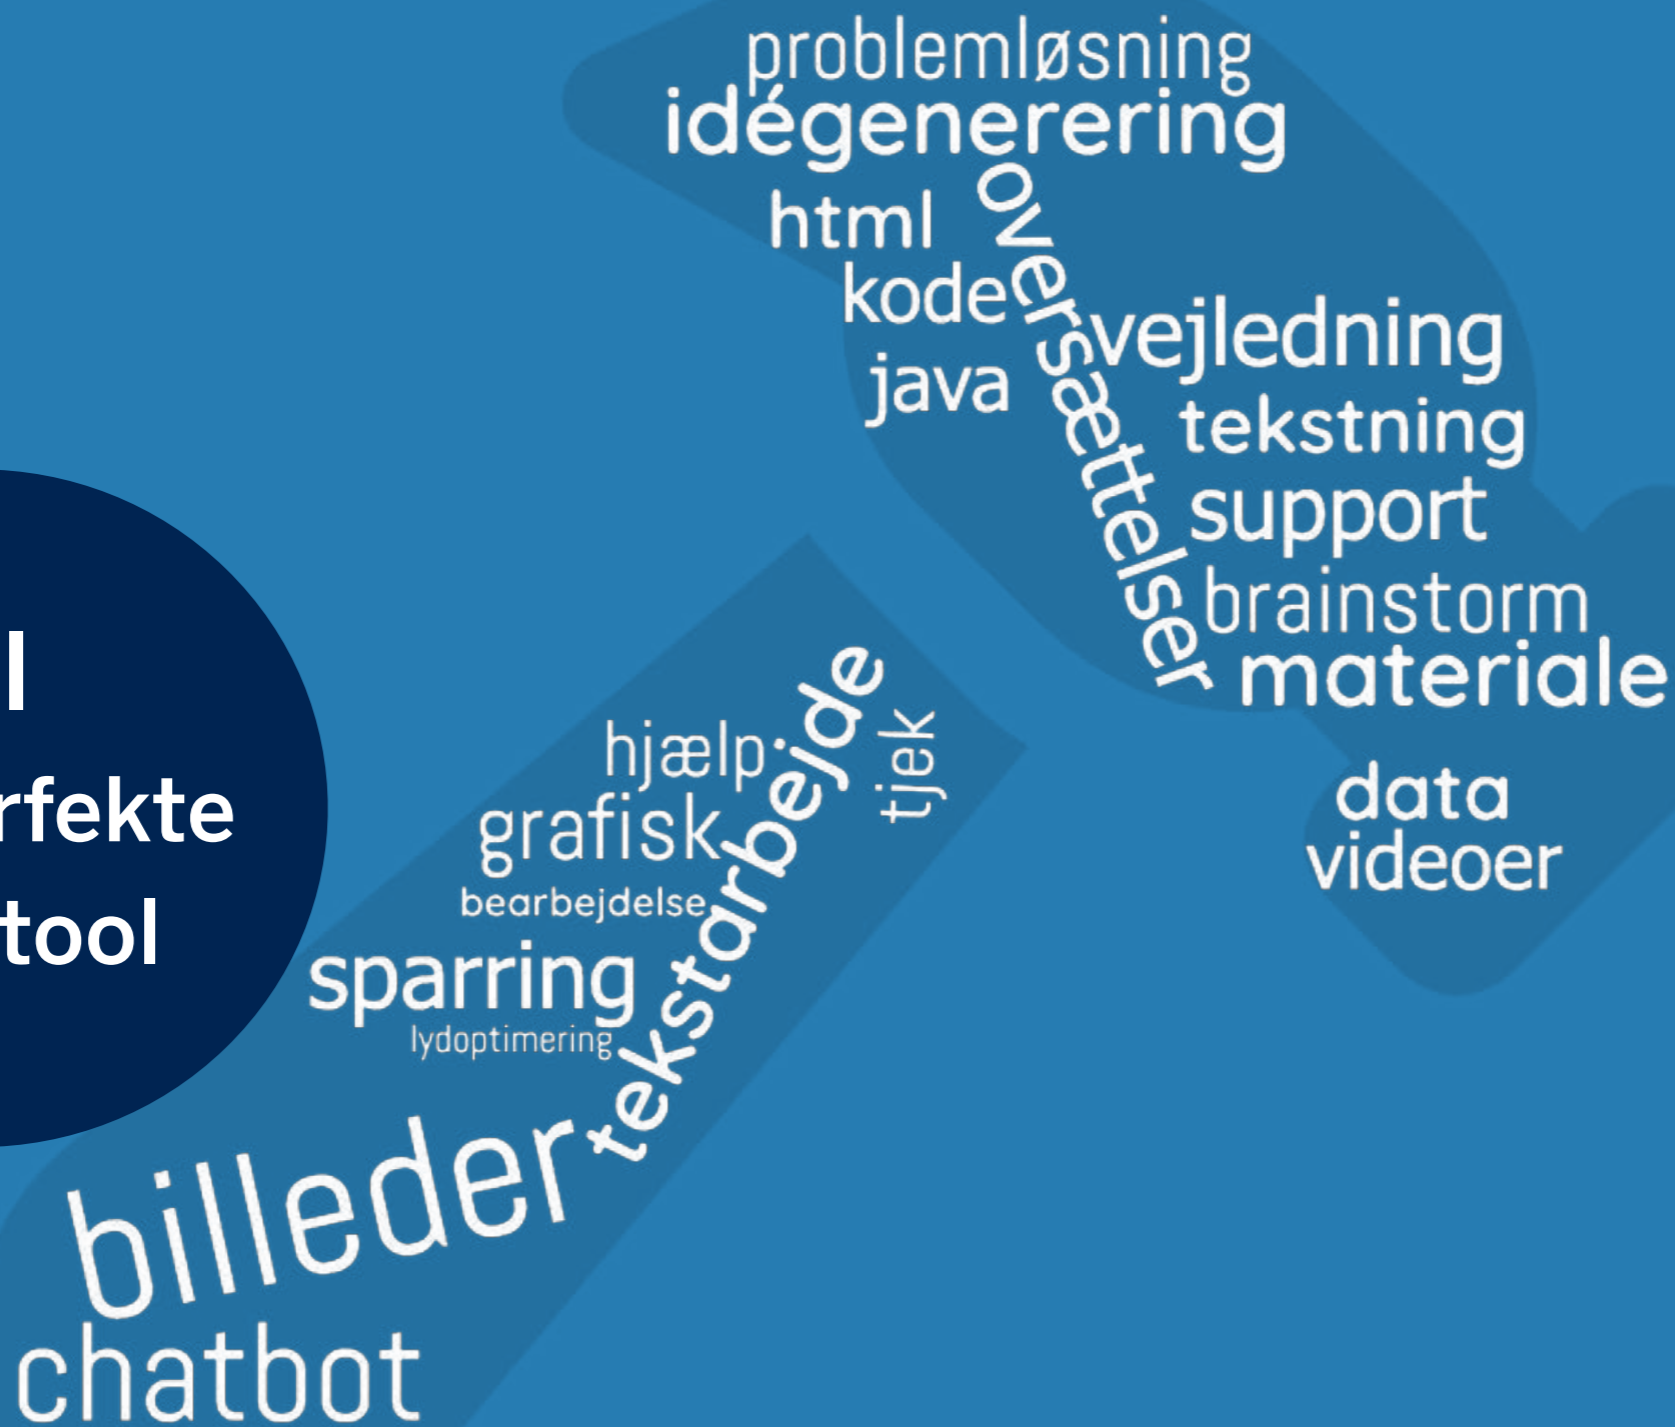 problemløsning
idégenerering
html
oversættelser
kode
vejledning
java
tekstning
support
brainstorm
materiale
data
videoer
tool
hjælp
tekstarbejde
tjek
grafisk
bearbejdelse
sparring
lydoptimering
billeder
chatbot